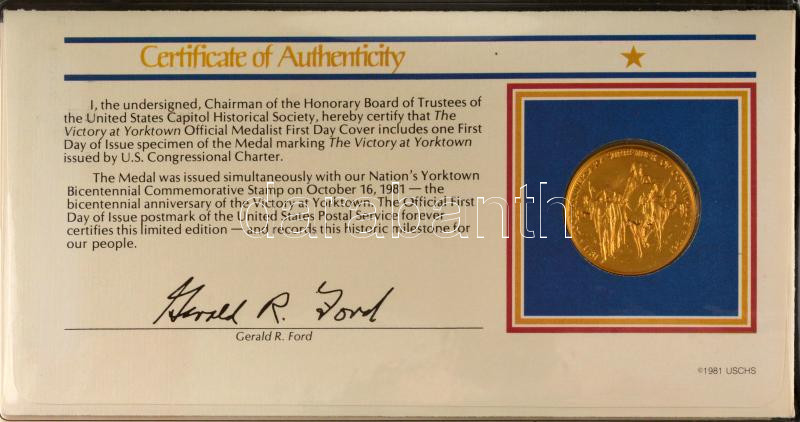 Certificate of Authenticity
I, the undersigned, Chairman of the Honorary Board of Trustees of
the United States Capitol Historical Society, hereby certify that The
Victory at Yorktown Official Medalist First Day Cover includes one First
Day of Issue specimen of the Medal marking The Victory at Yorktown
issued by U.S. Congressional Charter.
The Medal was issued simultaneously with our Nation's Yorktown
Bicentennial Commemorative Stamp on October 16, 1981 — the
bicentennial anniversary of the Victory at Yorktown. The Official First
Day of Issue postmark of the United States Postal Service forever
certifies this limited edition — and records this historic milestone for
our people.
Gerald R. Ford
Gerald R. Ford
©1981 USCHS
darabanth